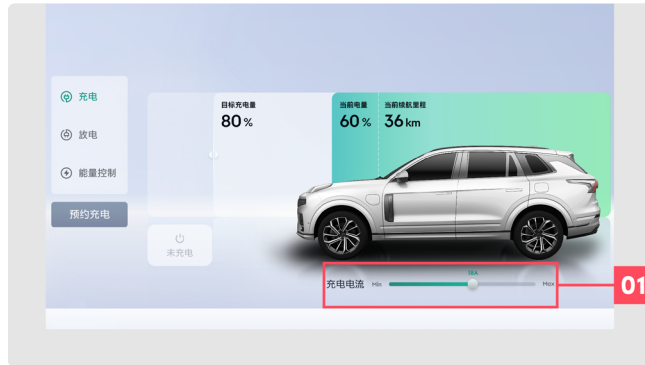 充电
放电
能量控制
预约充电
目标充电量
80%
当前电量
60%
当前续航里程
36km
未充电
充电电流 Min Max
01